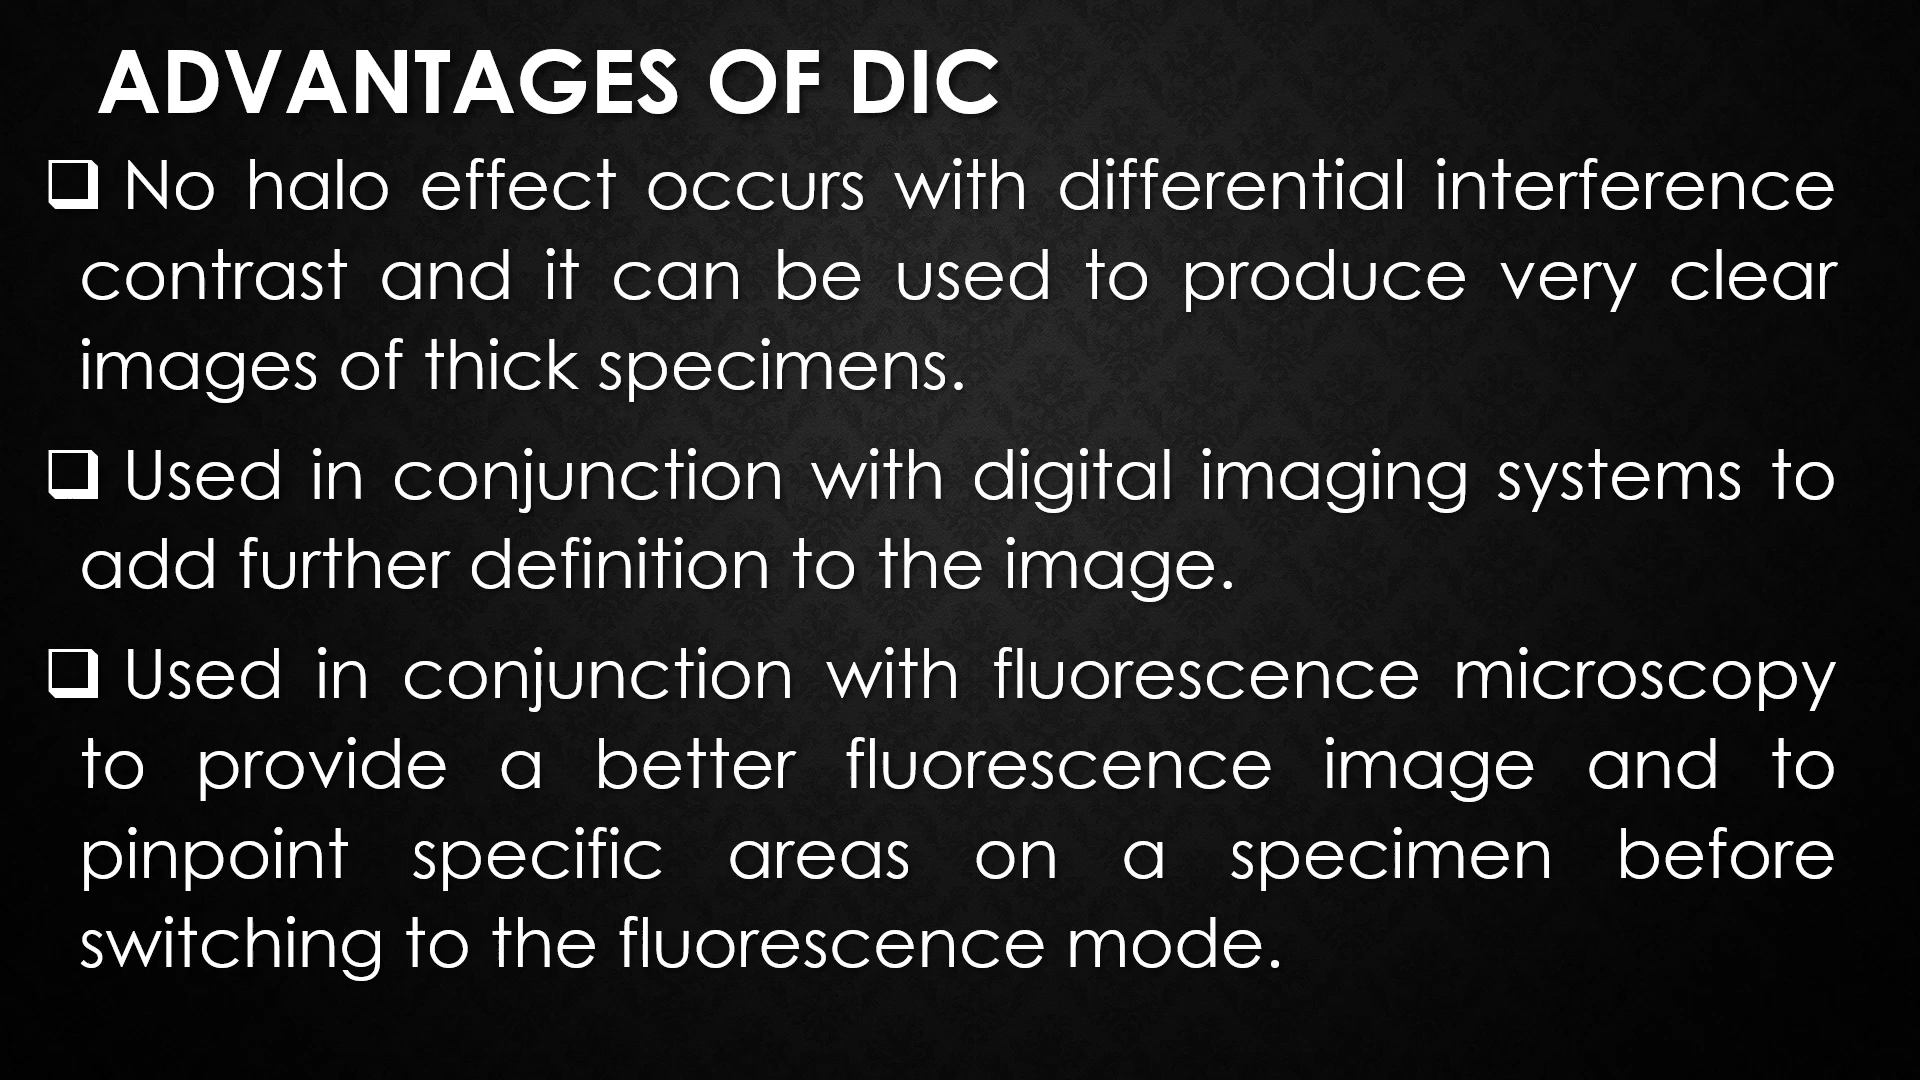 ADVANTAGES OF DIC
❑ No halo effect occurs with differential interference
contrast and it can be used to produce very clear
images of thick specimens.
❑ Used in conjunction with digital imaging systems to
add further definition to the image.
❑ Used in conjunction with fluorescence microscopy
to provide a better fluorescence image and to
pinpoint specific areas on a specimen before
switching to the fluorescence mode.